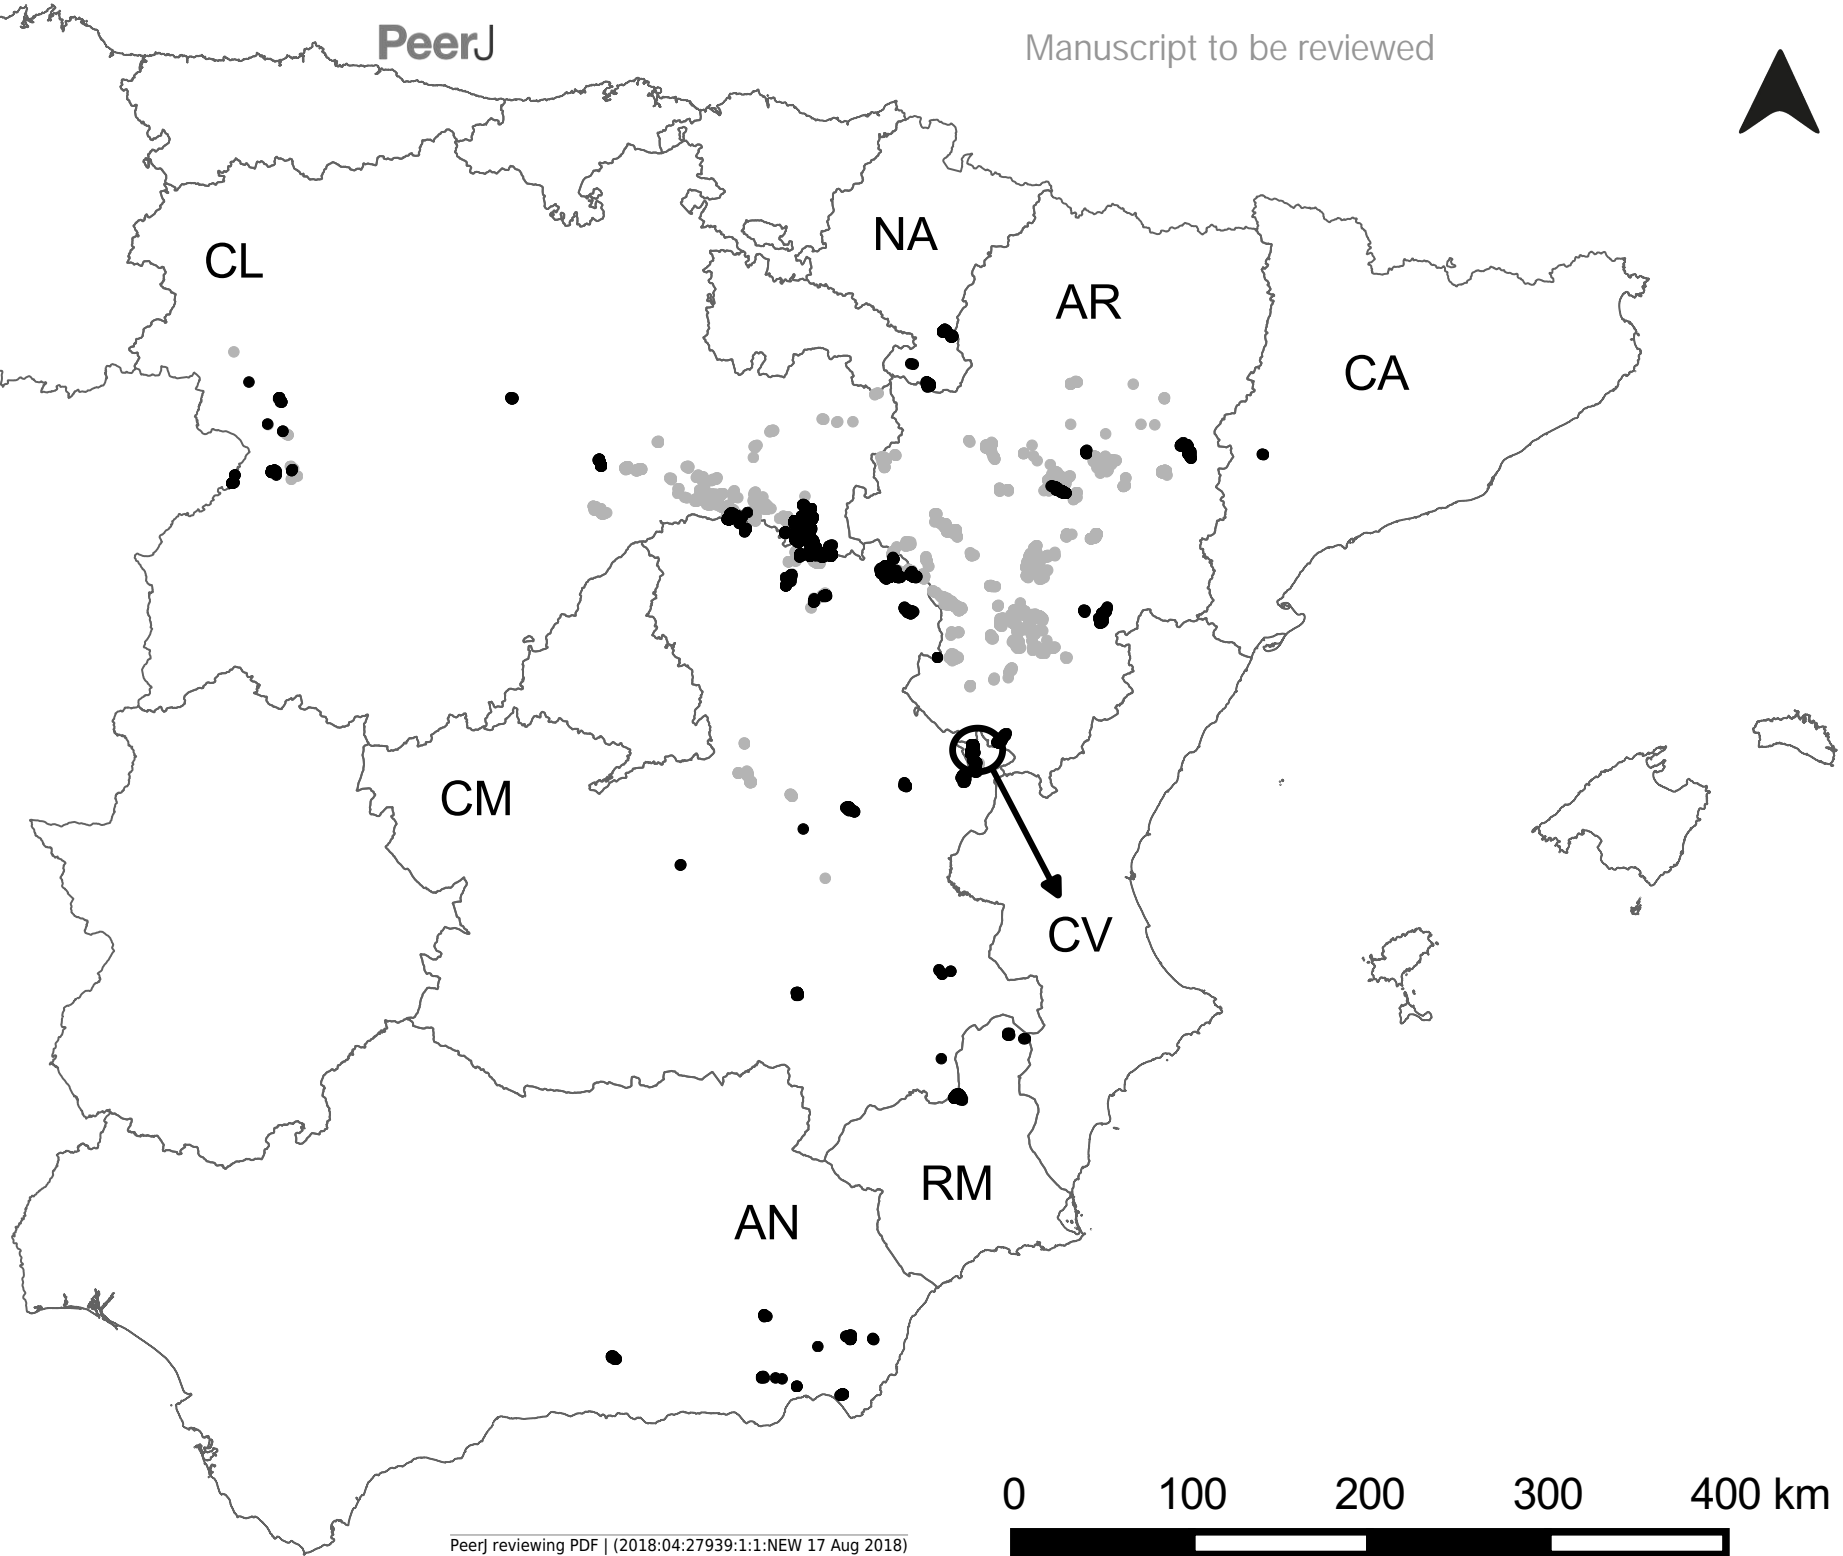 PeerJ
Manuscript to be reviewed
NA
CL
AR
CA
CM
CV
RM
AN
0 100 200 300 400 km
PeerJ reviewing PDF | (2018:04:27939:1:1:NEW 17 Aug 2018)